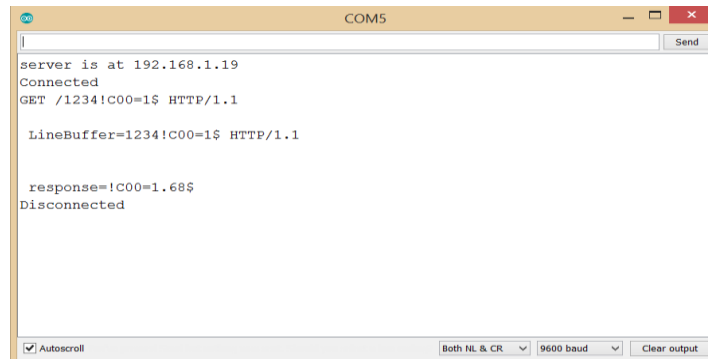 COM5
Send
server is at 192.168.1.19
Connected
GET /1234!C00=1$ HTTP/1.1
LineBuffer=1234!C00=1$ HTTP/1.1
response=!C00=1.68$
Disconnected
Autoscroll Both NL & CR 9600 baud Clear output